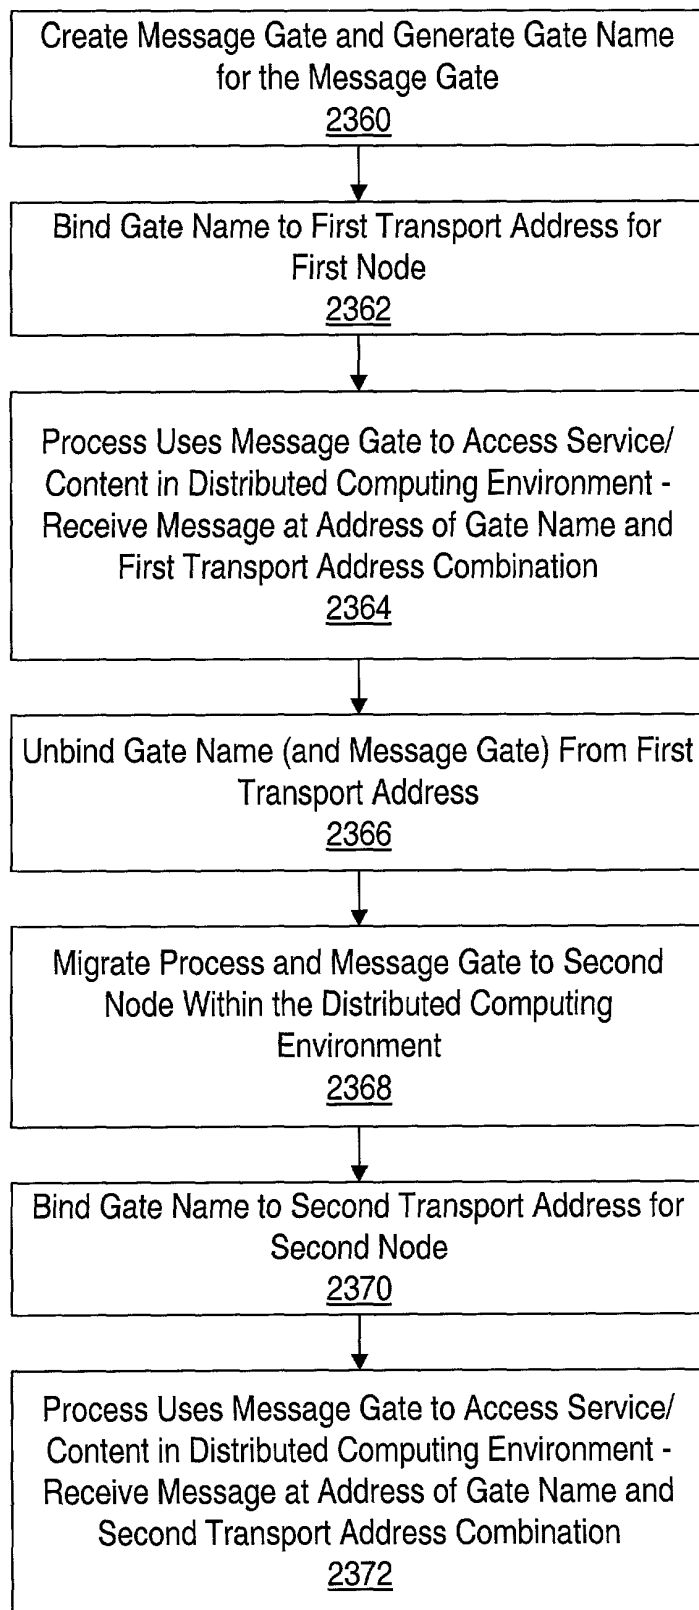 Create Message Gate and Generate Gate Name
for the Message Gate
2360
Bind Gate Name to First Transport Address for
First Node
2362
Process Uses Message Gate to Access Service/
Content in Distributed Computing Environment -
Receive Message at Address of Gate Name and
First Transport Address Combination
2364
Unbind Gate Name (and Message Gate) From First
Transport Address
2366
Migrate Process and Message Gate to Second
Node Within the Distributed Computing
Environment
2368
Bind Gate Name to Second Transport Address for
Second Node
2370
Process Uses Message Gate to Access Service/
Content in Distributed Computing Environment -
Receive Message at Address of Gate Name and
Second Transport Address Combination
2372